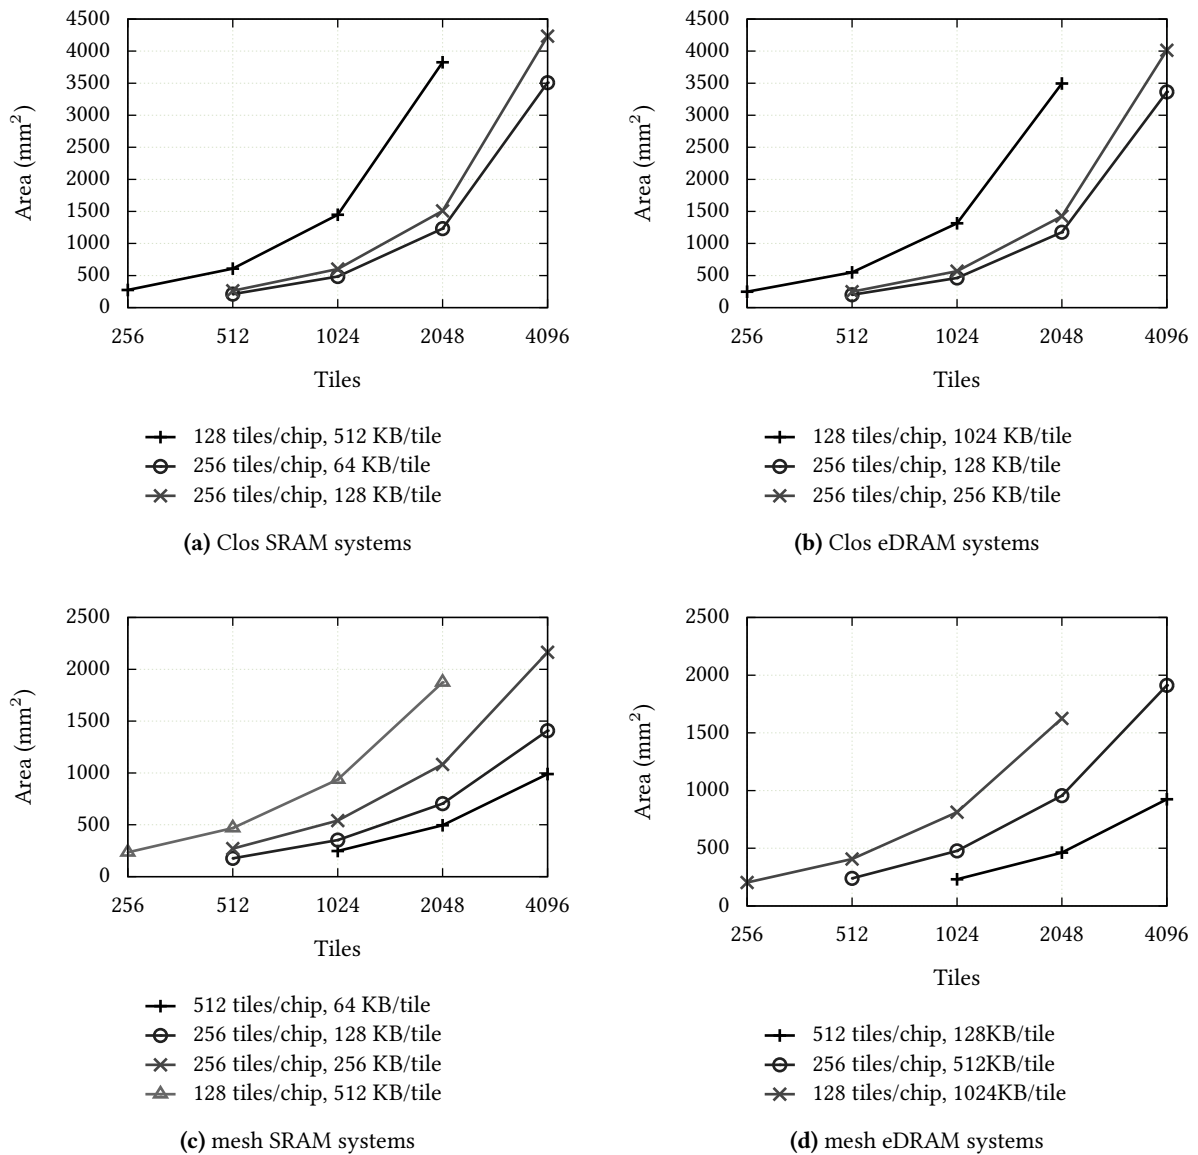 4500
4000
3500
3000
2500
2000
1500
1000
500
0
Area (mm²)
256 512 1024 2048 4096
Tiles
128 tiles/chip, 512 KB/tile
256 tiles/chip, 64 KB/tile
256 tiles/chip, 128 KB/tile
(a) Clos SRAM systems
4500
4000
3500
3000
2500
2000
1500
1000
500
0
Area (mm²)
256 512 1024 2048 4096
Tiles
128 tiles/chip, 1024 KB/tile
256 tiles/chip, 128 KB/tile
256 tiles/chip, 256 KB/tile
(b) Clos eDRAM systems
2500
2000
1500
1000
500
0
Area (mm²)
256 512 1024 2048 4096
Tiles
512 tiles/chip, 64 KB/tile
256 tiles/chip, 128 KB/tile
256 tiles/chip, 256 KB/tile
128 tiles/chip, 512 KB/tile
(c) mesh SRAM systems
2500
2000
1500
1000
500
0
Area (mm²)
256 512 1024 2048 4096
Tiles
512 tiles/chip, 128KB/tile
256 tiles/chip, 512KB/tile
128 tiles/chip, 1024KB/tile
(d) mesh eDRAM systems